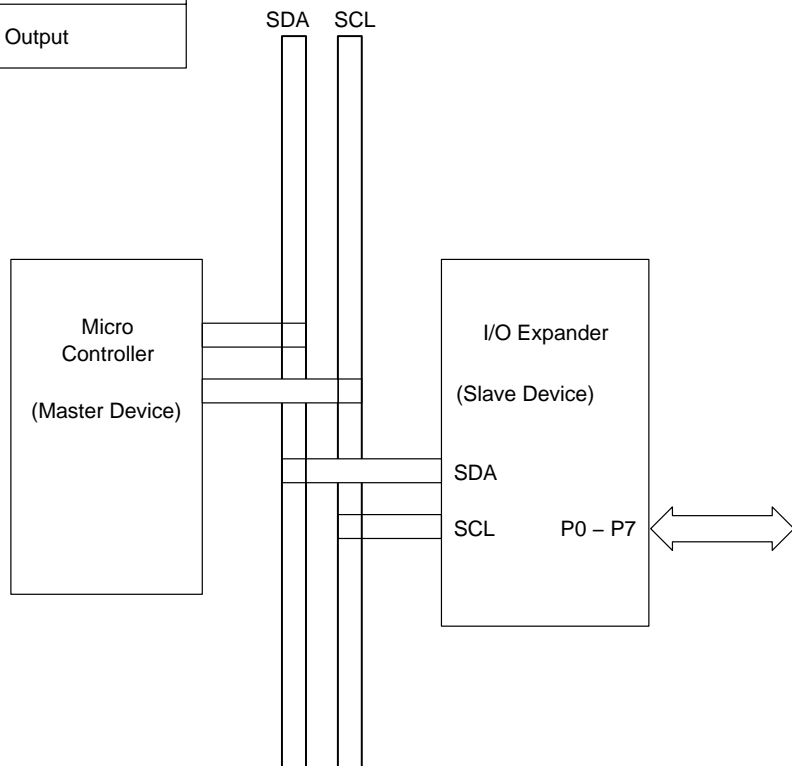 Output
SDA SCL
Micro
Controller
(Master Device)
I/O Expander
(Slave Device)
SDA
SCL P0 – P7